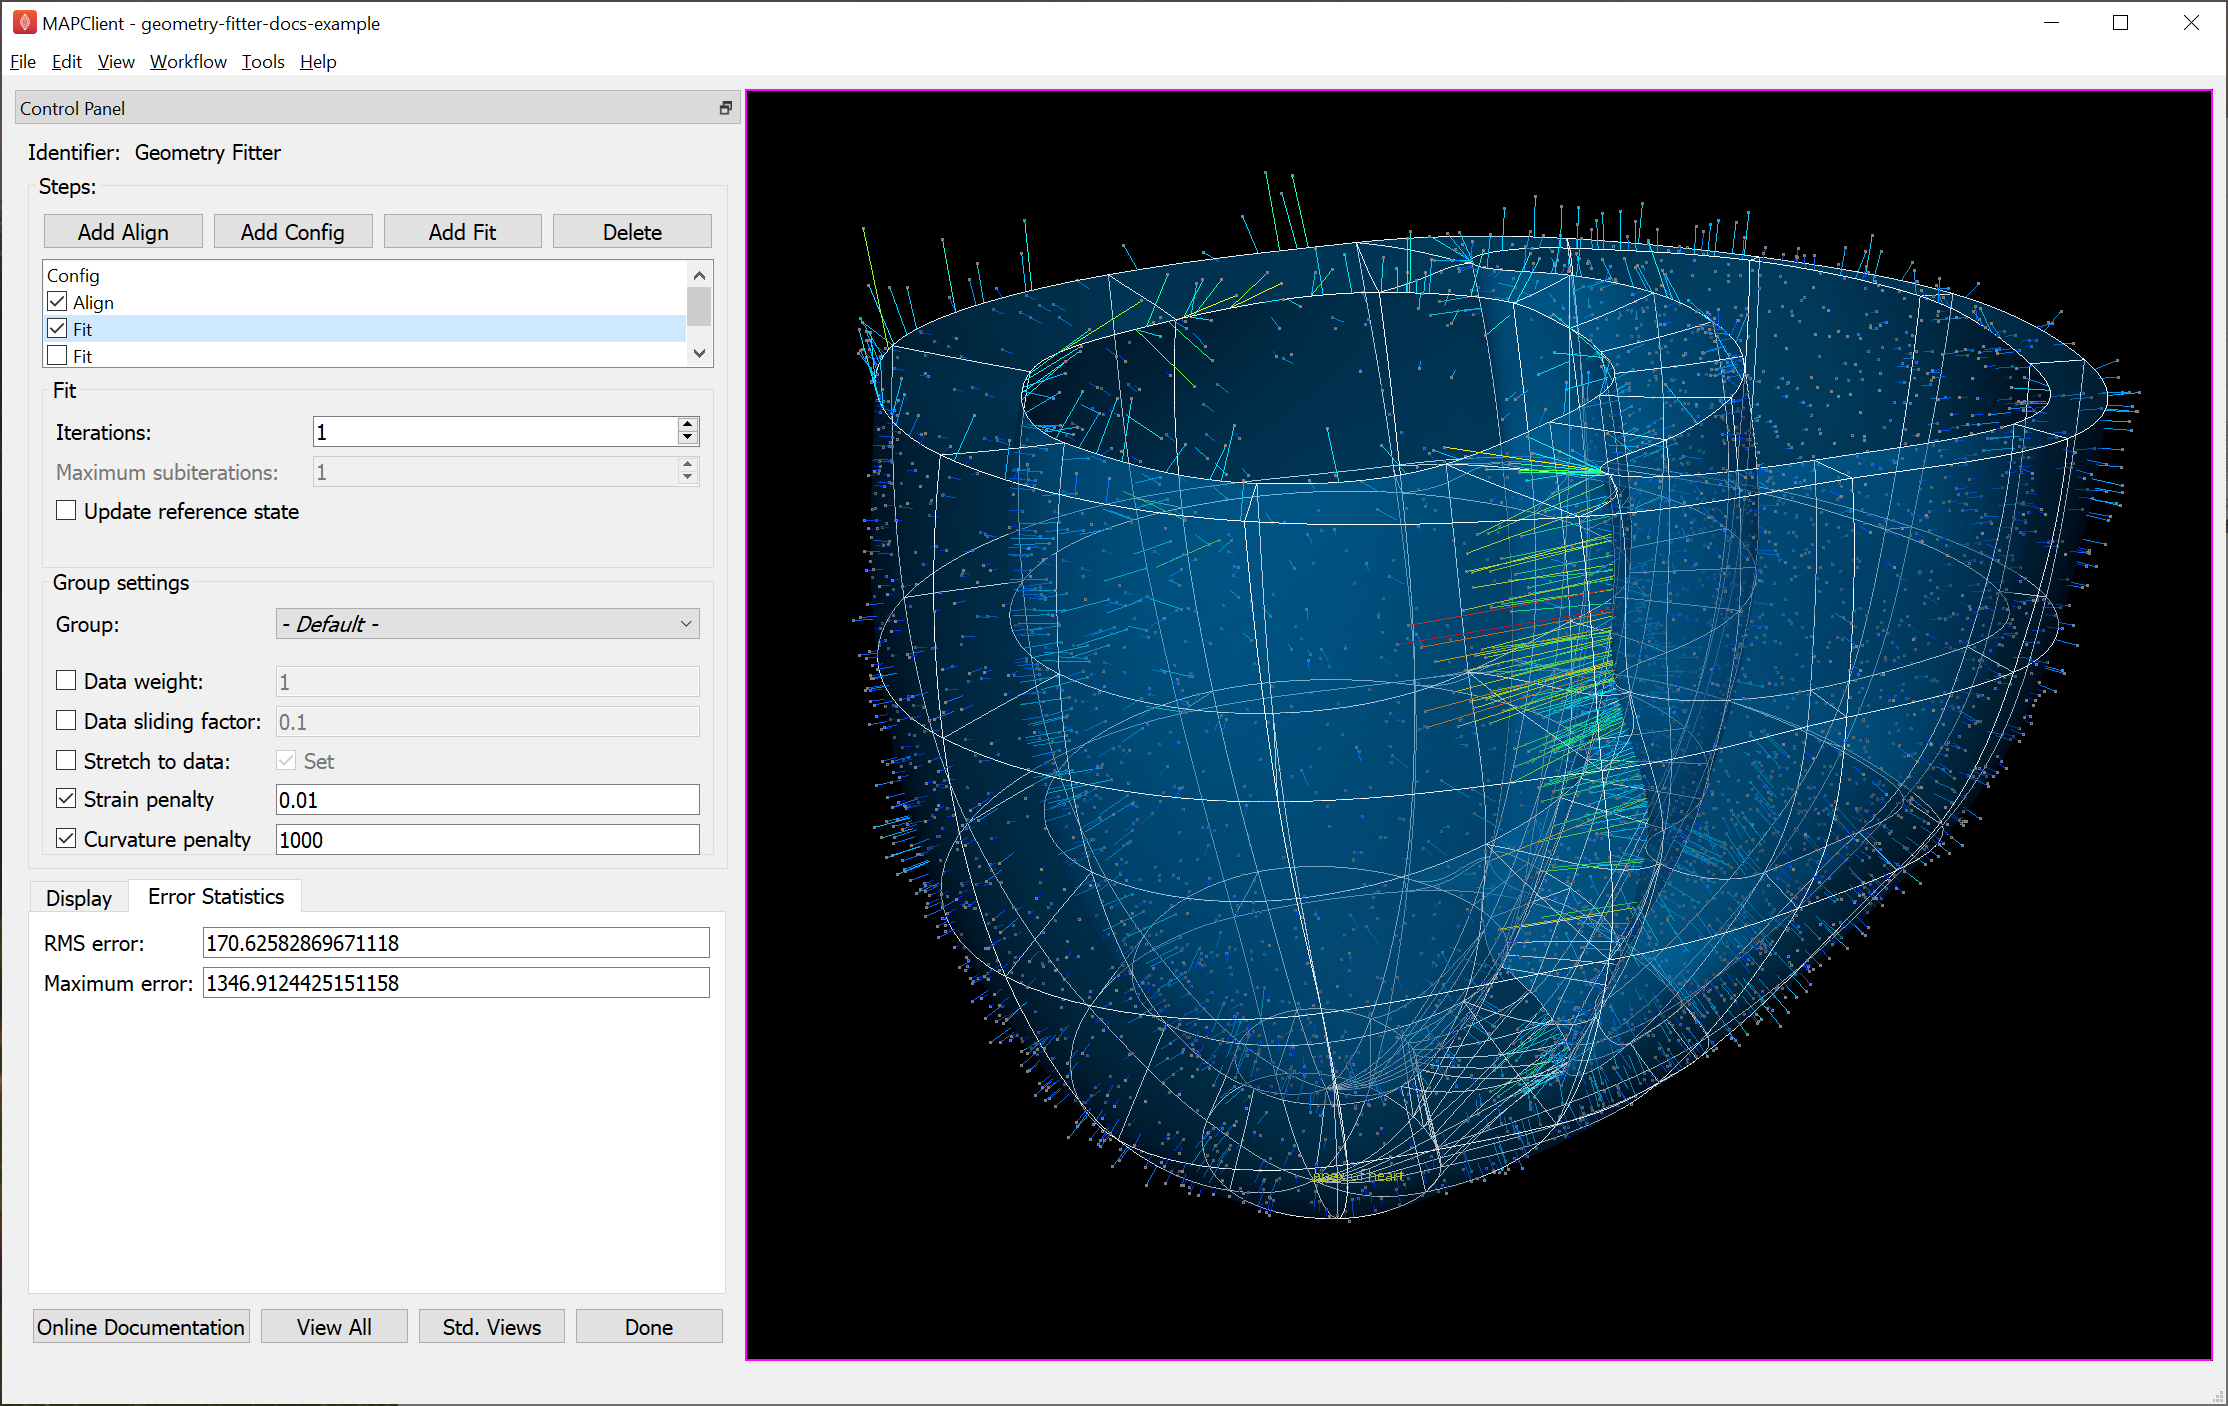 MAPClient - geometry-fitter-docs-example
File Edit View Workflow Tools Help
Control Panel
Identifier: Geometry Fitter
Steps:
Add Align Add Config Add Fit Delete
Config
Align
Fit
Fit
Fit
Iterations: 1
Maximum subiterations: 1
Update reference state
Group settings
Group: - Default -
Data weight: 1
Data sliding factor: 0.1
Stretch to data: Set
Strain penalty 0.01
Curvature penalty 1000
Display Error Statistics
RMS error: 170.62582869671118
Maximum error: 1346.9124425151158
Online Documentation View All Std. Views Done
apex of heart